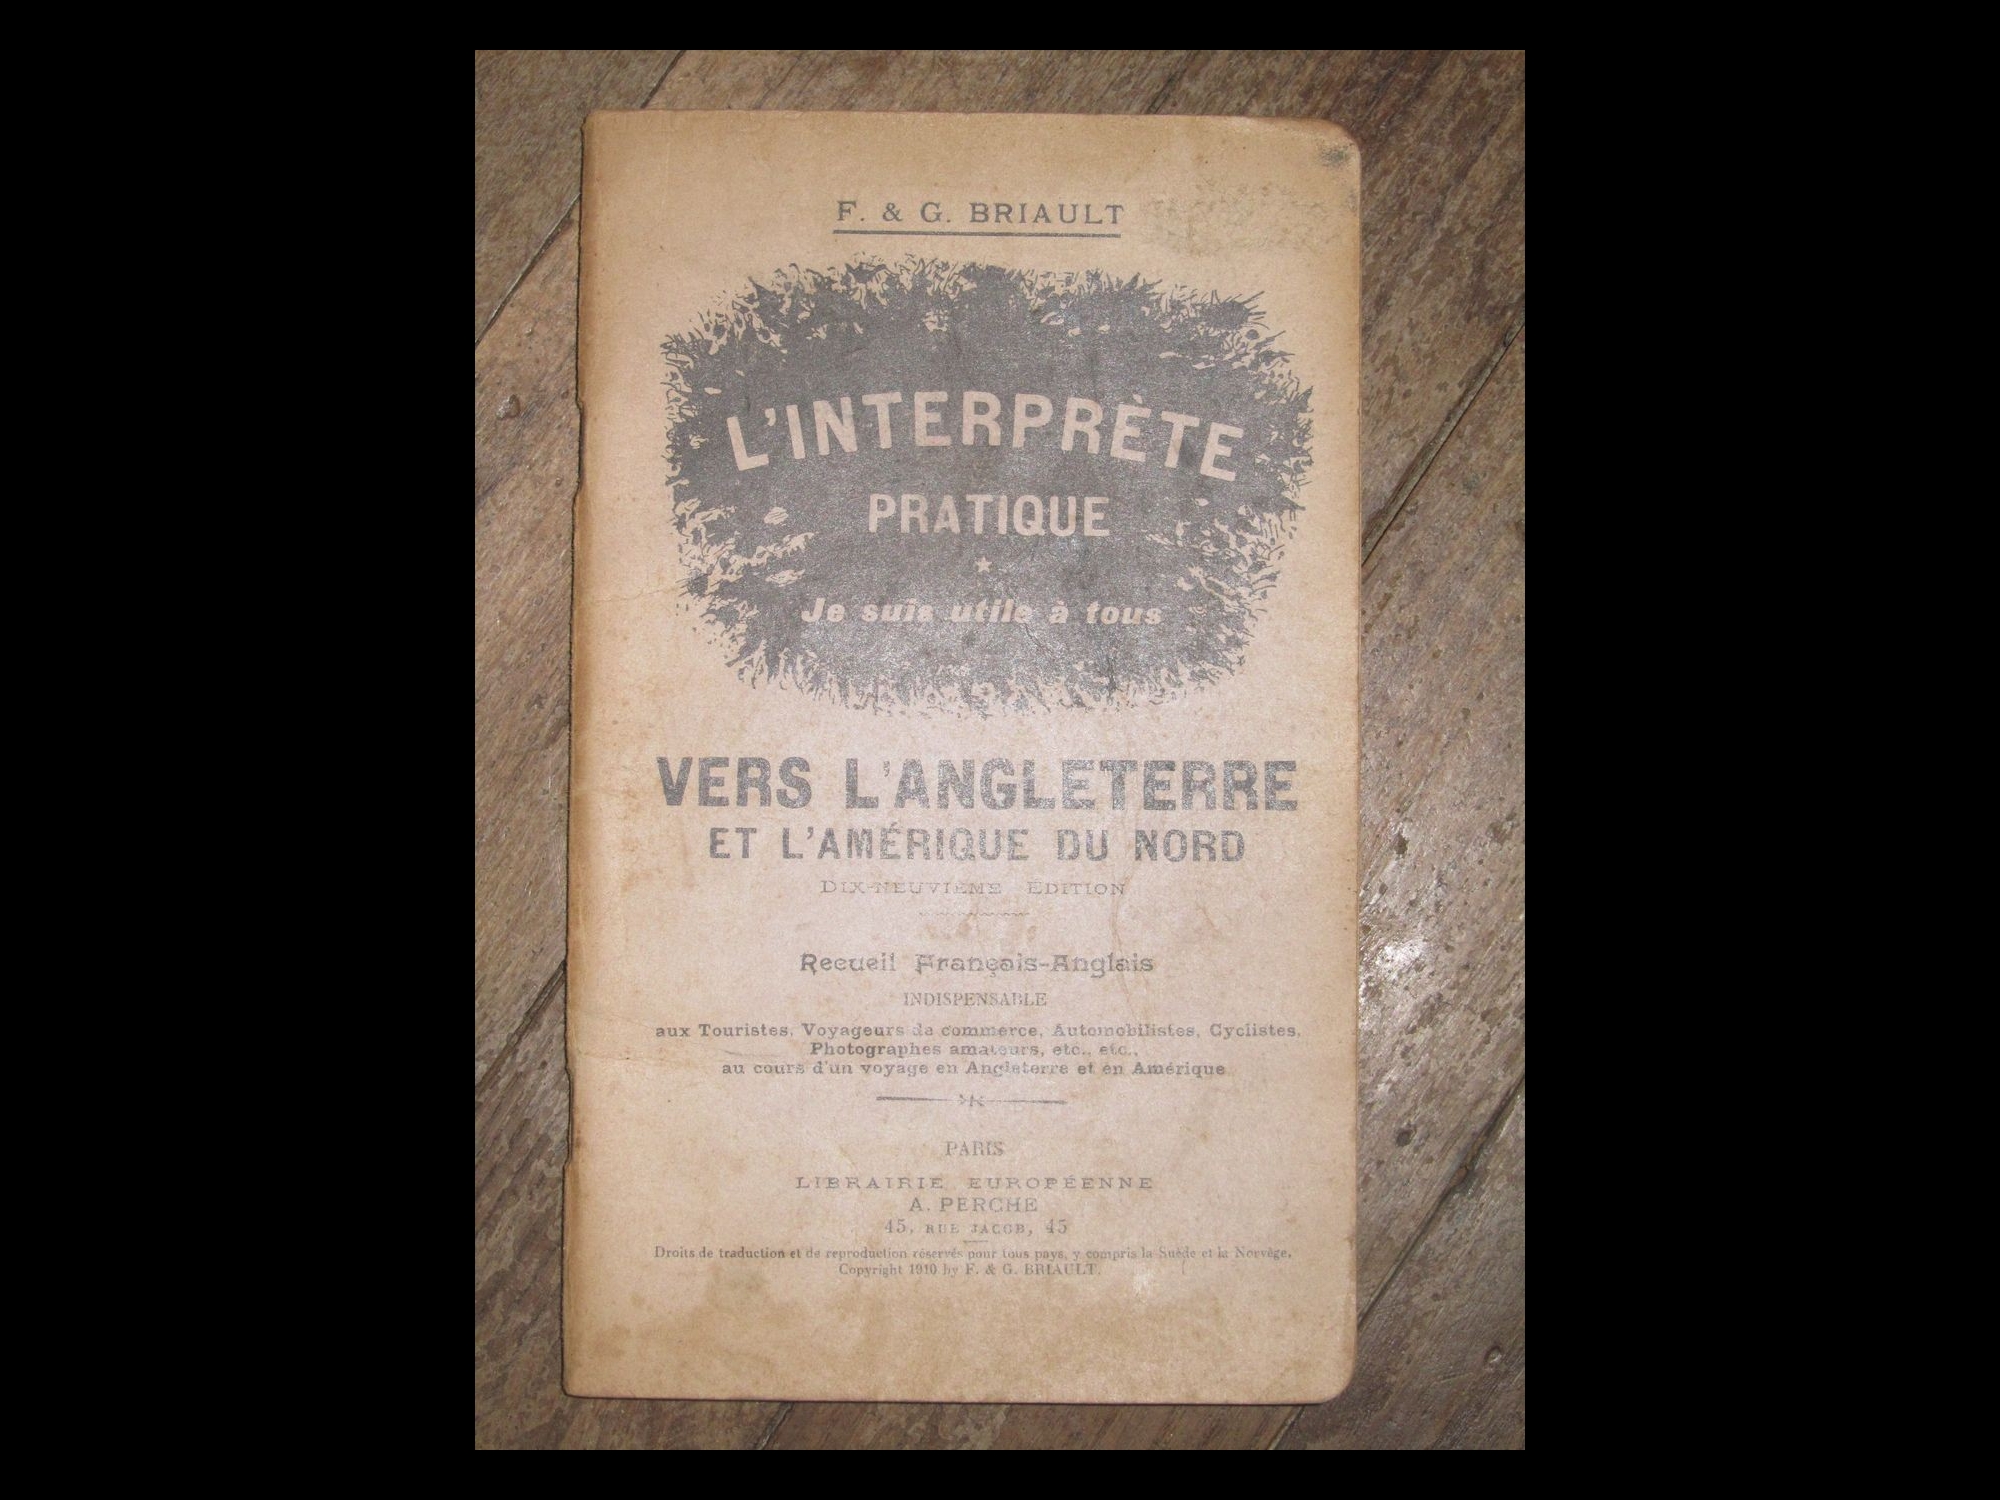 F. & G. BRIAULT
L'INTERPRÈTE
PRATIQUE
Je suis utile à tous
VERS L'ANGLETERRE
ET L'AMÉRIQUE DU NORD
DIX-NEUVIÈME ÉDITION
Recueil Français-Anglais
INDISPENSABLE
aux Touristes, Voyageurs de commerce, Automobilistes, Cyclistes,
Photographes amateurs, etc., etc.,
au cours d'un voyage en Angleterre et en Amérique
PARIS
LIBRAIRIE EUROPÉENNE
A. PERCHE
45, RUE JACOB, 45
Droits de traduction et de reproduction réservés pour tous pays, y compris la Suède et la Norvège.
Copyright 1910 by F. & G. BRIAULT.